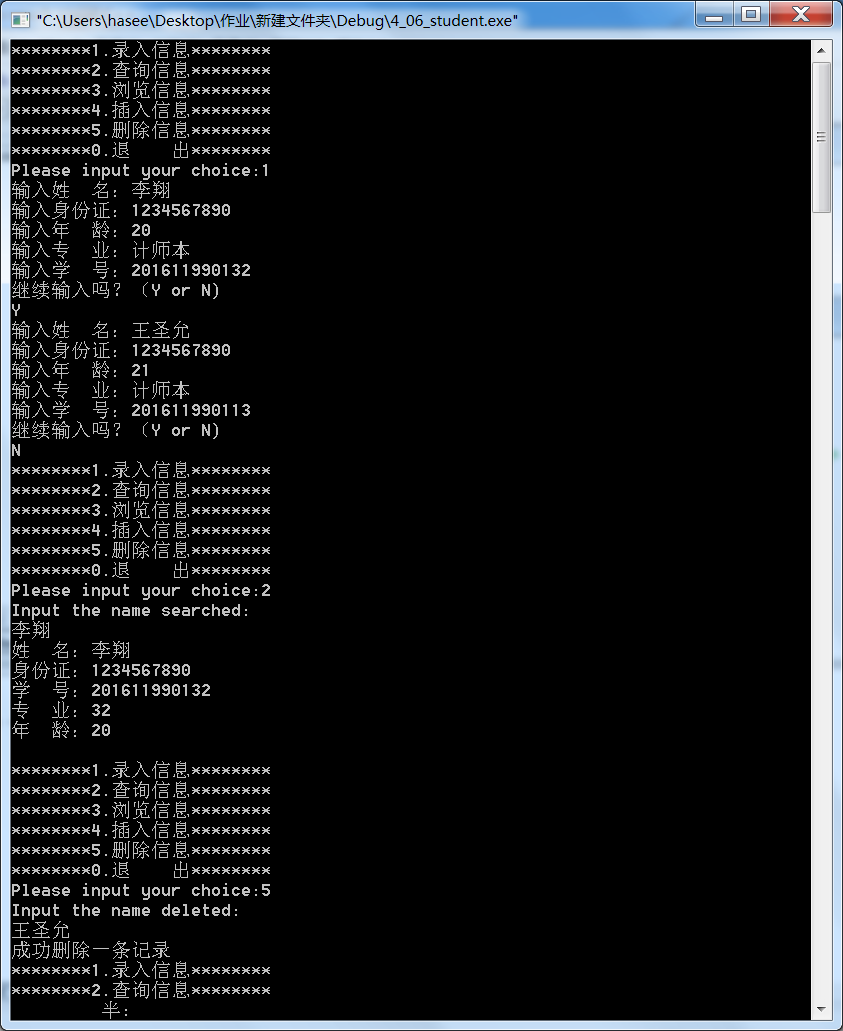 "C:\Users\hasee\Desktop\作业\新建文件夹\Debug\4_06_student.exe"
********1.录入信息********
********2.查询信息********
********3.浏览信息********
********4.插入信息********
********5.删除信息********
********0.退    出********
Please input your choice:1
输入姓  名：李翔
输入身份证：1234567890
输入年  龄：20
输入专  业：计师本
输入学  号：201611990132
继续输入吗？（Y or N)
Y
输入姓  名：王圣允
输入身份证：1234567890
输入年  龄：21
输入专  业：计师本
输入学  号：201611990113
继续输入吗？（Y or N)
N
********1.录入信息********
********2.查询信息********
********3.浏览信息********
********4.插入信息********
********5.删除信息********
********0.退    出********
Please input your choice:2
Input the name searched:
李翔
姓  名：李翔
身份证：1234567890
学  号：201611990132
专  业：32
年  龄：20
********1.录入信息********
********2.查询信息********
********3.浏览信息********
********4.插入信息********
********5.删除信息********
********0.退    出********
Please input your choice:5
Input the name deleted:
王圣允
成功删除一条记录
********1.录入信息********
********2.查询信息********
半：